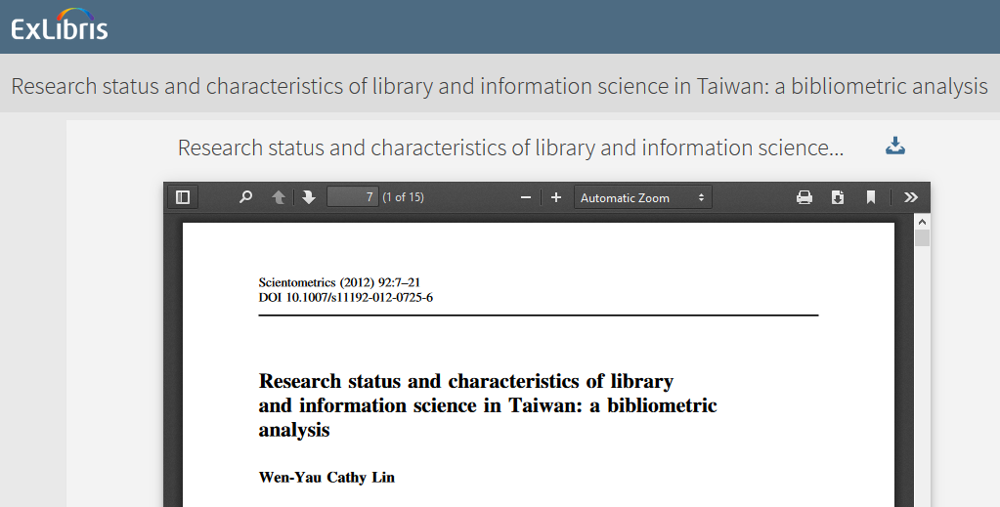 ExLibris
Research status and characteristics of library and information science in Taiwan: a bibliometric analysis
Research status and characteristics of library and information science...
7 (1 of 15) Automatic Zoom
Scientometrics (2012) 92:7–21
DOI 10.1007/s11192-012-0725-6
Research status and characteristics of library
and information science in Taiwan: a bibliometric
analysis
Wen-Yau Cathy Lin